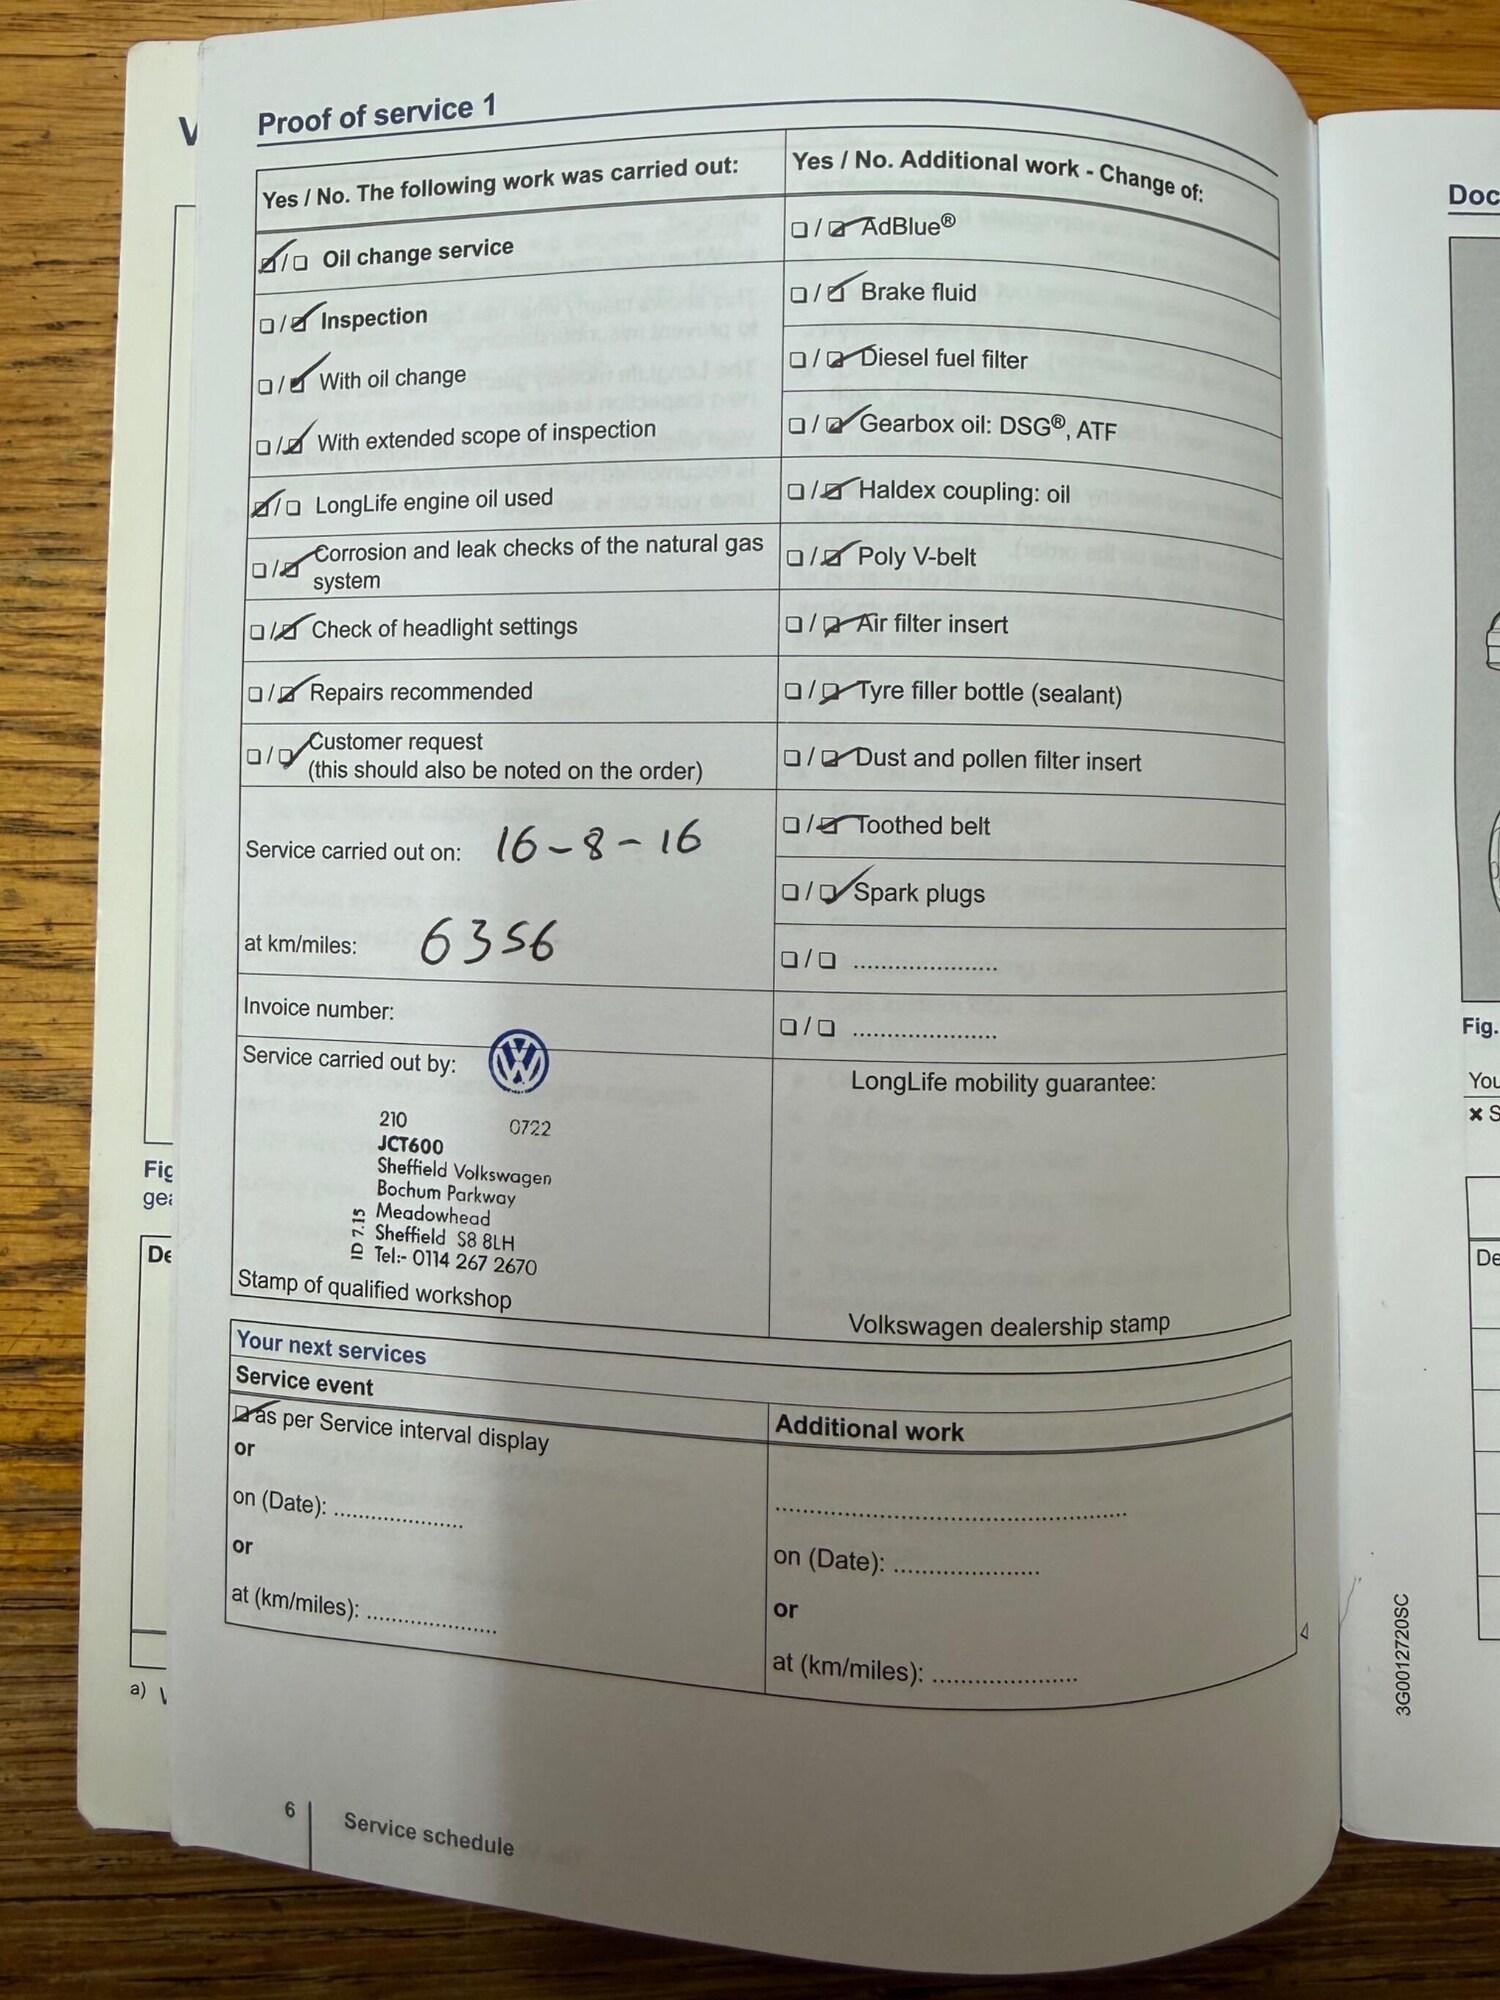 Proof of service 1
Yes / No. The following work was carried out:
☑/☐ Oil change service
☐/☑ Inspection
☐/☑ With oil change
☐/☑ With extended scope of inspection
☑/☐ LongLife engine oil used
☐/☑ Corrosion and leak checks of the natural gas
system
☐/☑ Check of headlight settings
☐/☑ Repairs recommended
☐/☑ Customer request
(this should also be noted on the order)
Service carried out on: 16-8-16
at km/miles: 6356
Invoice number:
Service carried out by:
210 0722
JCT600
Sheffield Volkswagen
Bochum Parkway
Meadowhead
Sheffield S8 8LH
Tel:- 0114 267 2670
ID 7.15
Stamp of qualified workshop
Yes / No. Additional work - Change of:
☐/☑ AdBlue®
☐/☑ Brake fluid
☐/☑ Diesel fuel filter
☐/☑ Gearbox oil: DSG®, ATF
☐/☑ Haldex coupling: oil
☐/☑ Poly V-belt
☐/☑ Air filter insert
☐/☑ Tyre filler bottle (sealant)
☐/☑ Dust and pollen filter insert
☐/☑ Toothed belt
☐/☑ Spark plugs
☐/☐ ......................
☐/☐ ......................
LongLife mobility guarantee:
Volkswagen dealership stamp
Your next services
Service event
☑ as per Service interval display
or
on (Date): ....................
or
at (km/miles): ....................
Additional work
......................................................
on (Date): ......................
or
at (km/miles): ......................
6 Service schedule
V
Fig
gea
De
a) V
Doc
Fig.
You
× S
De
3G0012720SC